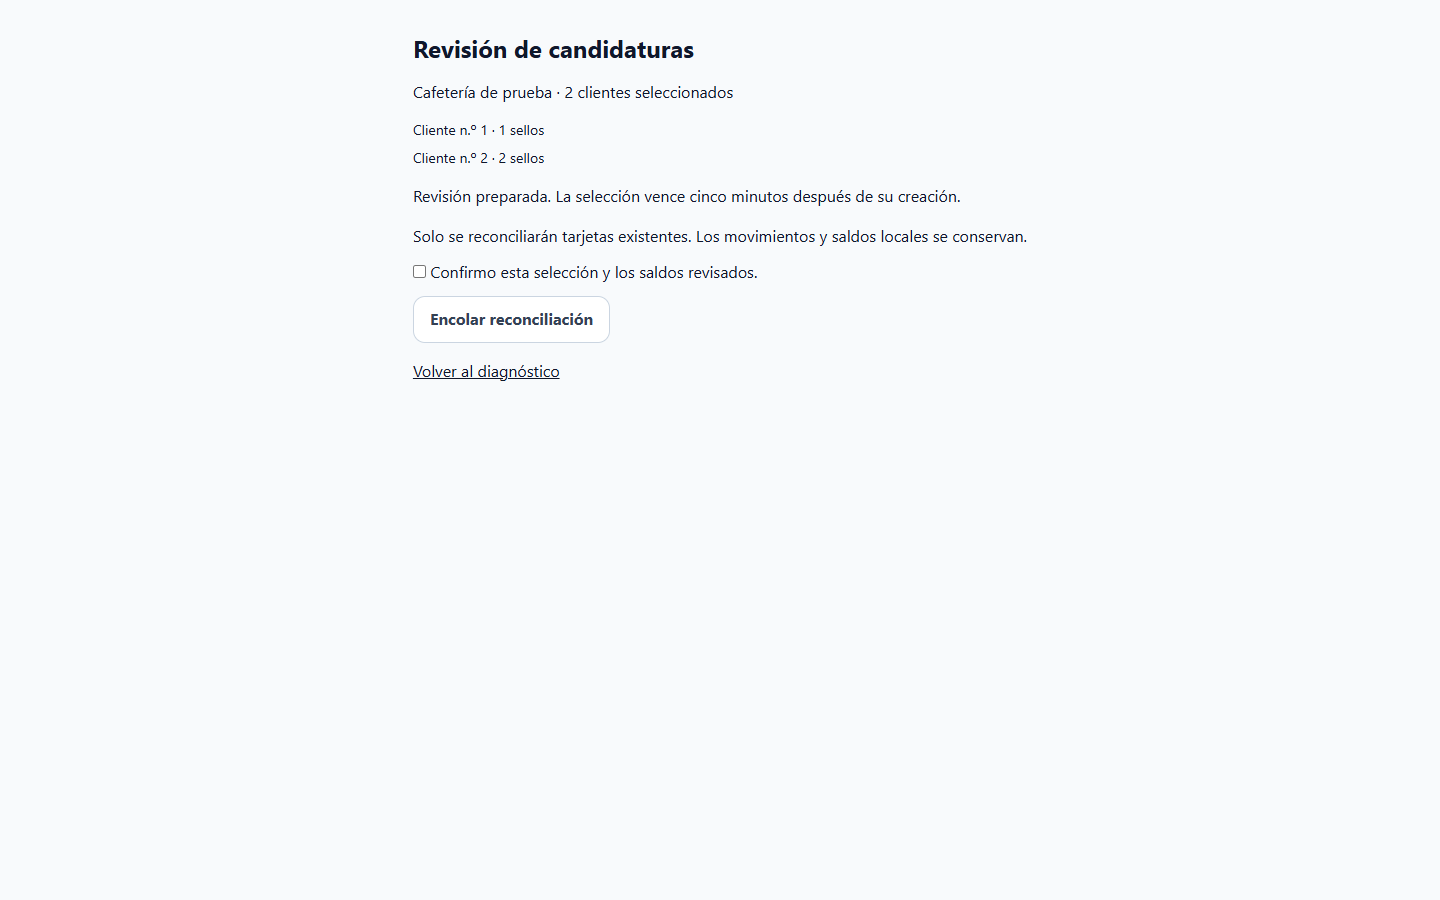 Revisión de candidaturas
Cafetería de prueba · 2 clientes seleccionados
Cliente n.º 1 · 1 sellos
Cliente n.º 2 · 2 sellos
Revisión preparada. La selección vence cinco minutos después de su creación.
Solo se reconciliarán tarjetas existentes. Los movimientos y saldos locales se conservan.
Confirmo esta selección y los saldos revisados.
Encolar reconciliación
Volver al diagnóstico